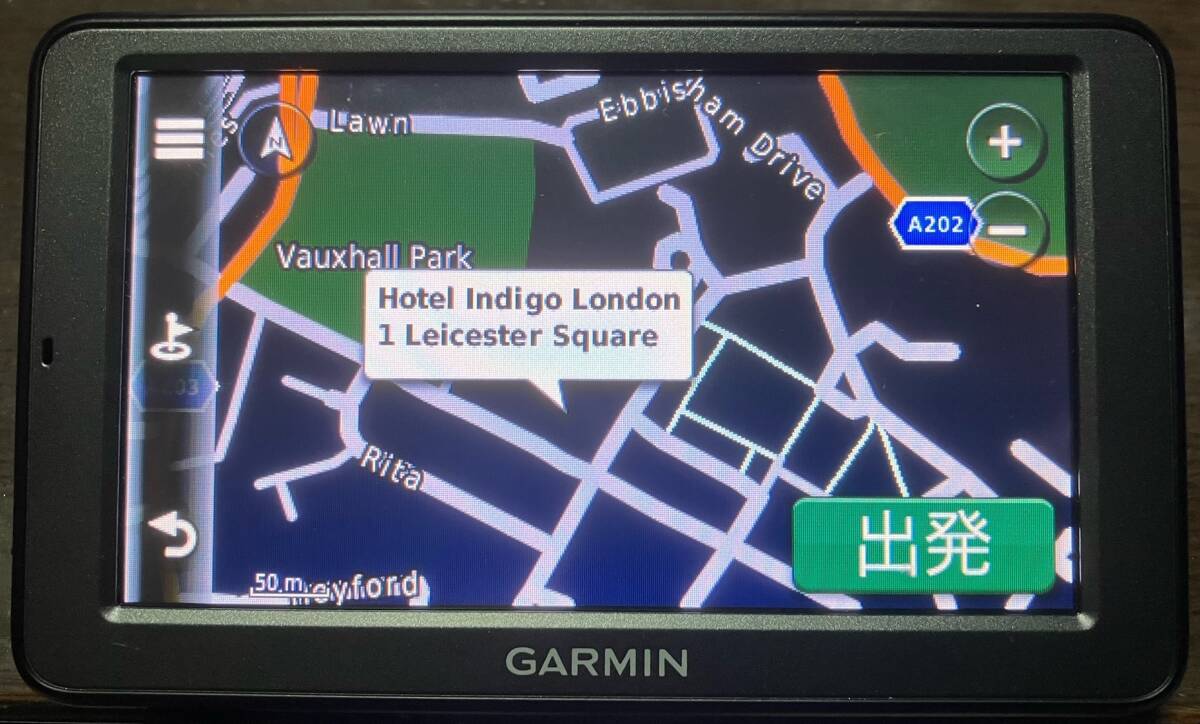 Lawn
N
Ebbisham Drive
A202
Vauxhall Park
Hotel Indigo London
1 Leicester Square
Rita
出発
50 m
GARMIN